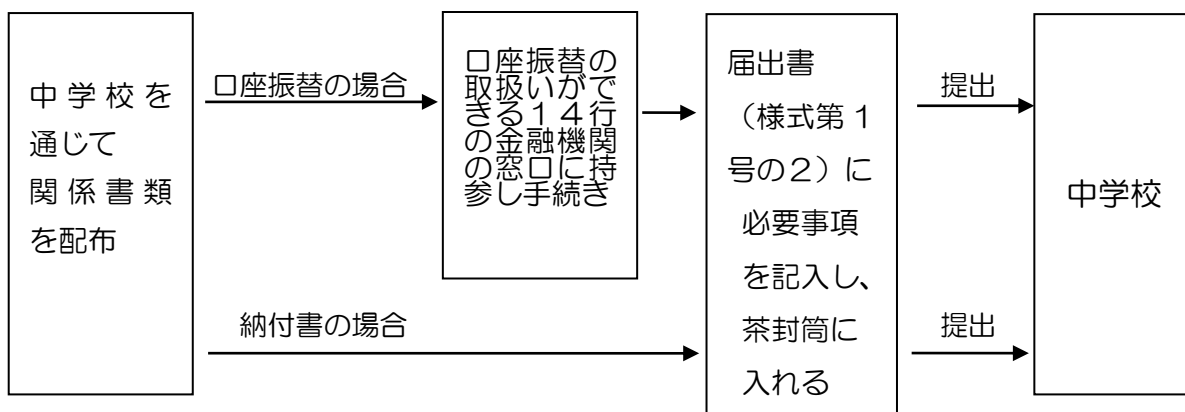 中学校を
通じて
関係書類
を配布
口座振替の場合
納付書の場合
口座振替の
取扱いがで
きる１４行
の金融機関
の窓口に持
参し手続き
届出書
（様式第１
号の２）に
必要事項
を記入し、
茶封筒に
入れる
提出
提出
中学校